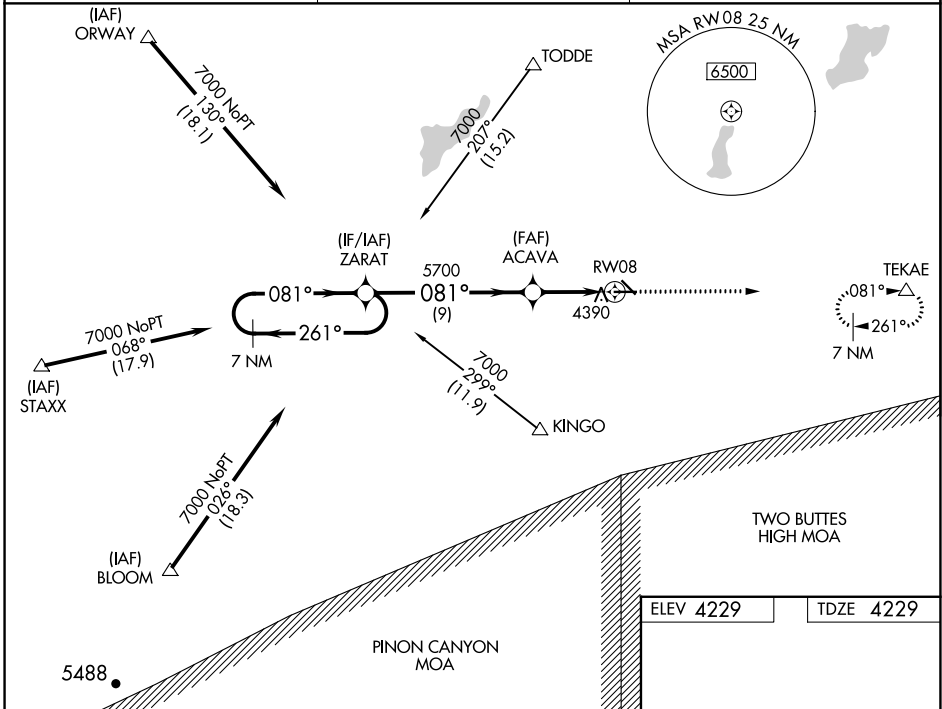 (IAF)
ORWAY
7000 NoPT
130°
(18.1)
TODDE
7000
207°
(15.2)
MSA RW08 25 NM
6500
(IF/IAF)
ZARAT
(FAF)
ACAVA
RW08
TEKAE
081°
5700
081°
(9)
4390
081°
261°
261°
7 NM
7 NM
7000 NoPT
068°
(17.9)
(IAF)
STAXX
7000
299°
(11.9)
KINGO
7000 NoPT
026°
(18.3)
(IAF)
BLOOM
TWO BUTTES
HIGH MOA
PINON CANYON
MOA
ELEV 4229
TDZE 4229
5488